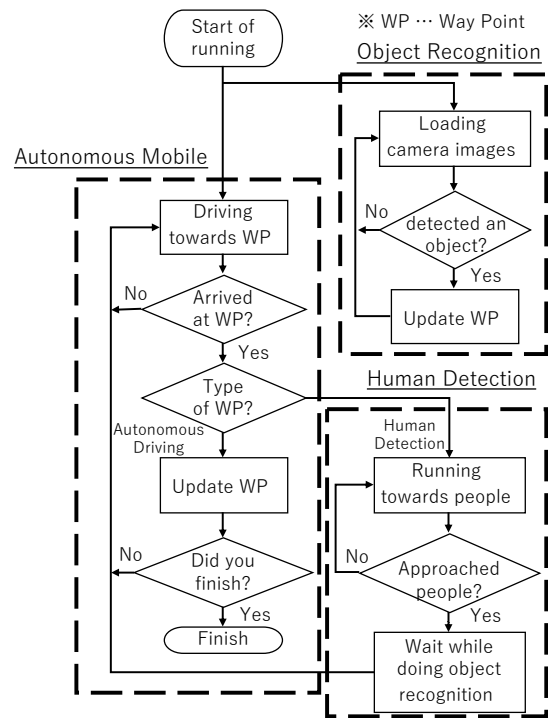 Start of
running
※ WP … Way Point
Object Recognition
Loading
camera images
No
detected an
object?
Yes
Update WP
Autonomous Mobile
Driving
towards WP
No
Arrived
at WP?
Yes
Type
of WP?
Autonomous
Driving
Update WP
No
Did you
finish?
Yes
Finish
Human Detection
Human
Detection
Running
towards people
No
Approached
people?
Yes
Wait while
doing object
recognition